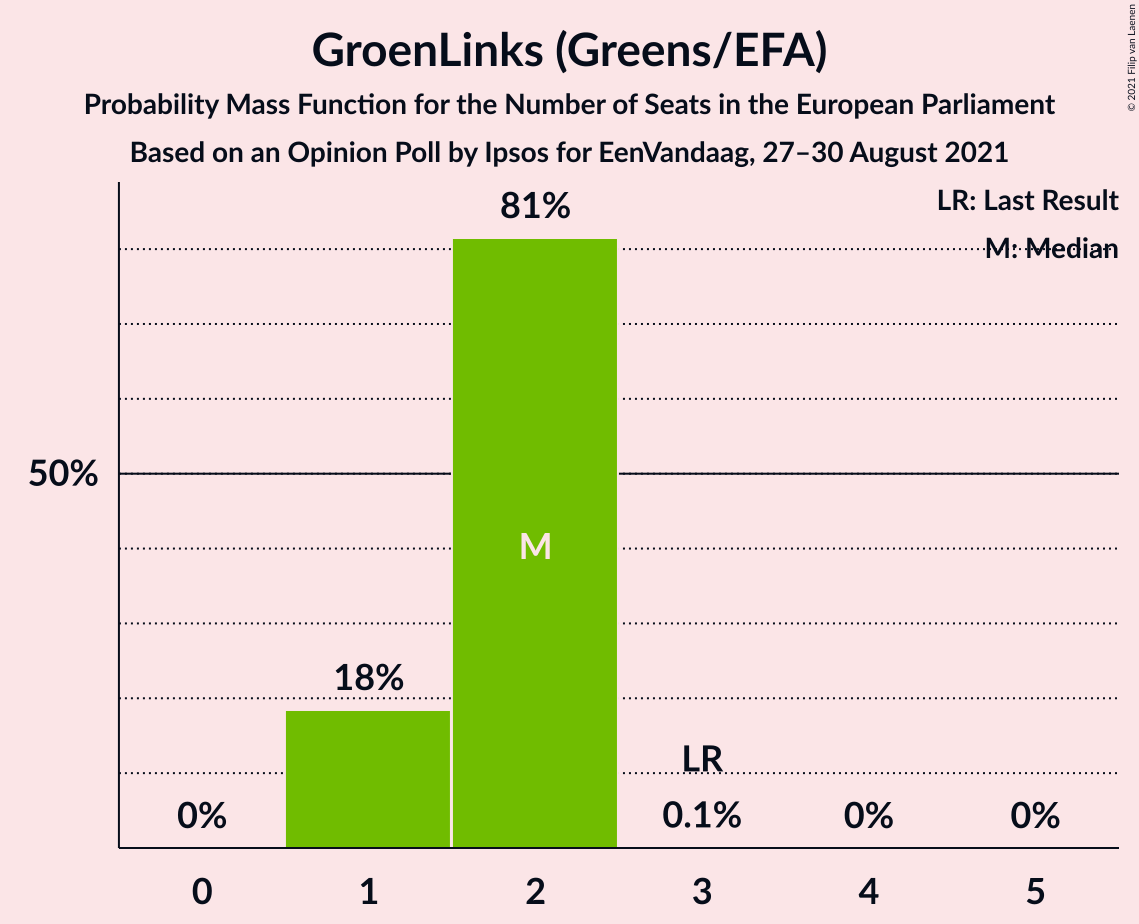 GroenLinks (Greens/EFA)
Probability Mass Function for the Number of Seats in the European Parliament
Based on an Opinion Poll by Ipsos for EenVandaag, 27–30 August 2021
© 2021 Filip van Laenen
LR: Last Result
M: Median
81%
50%
M
18%
LR
0%
0.1%
0%
0%
0
1
2
3
4
5